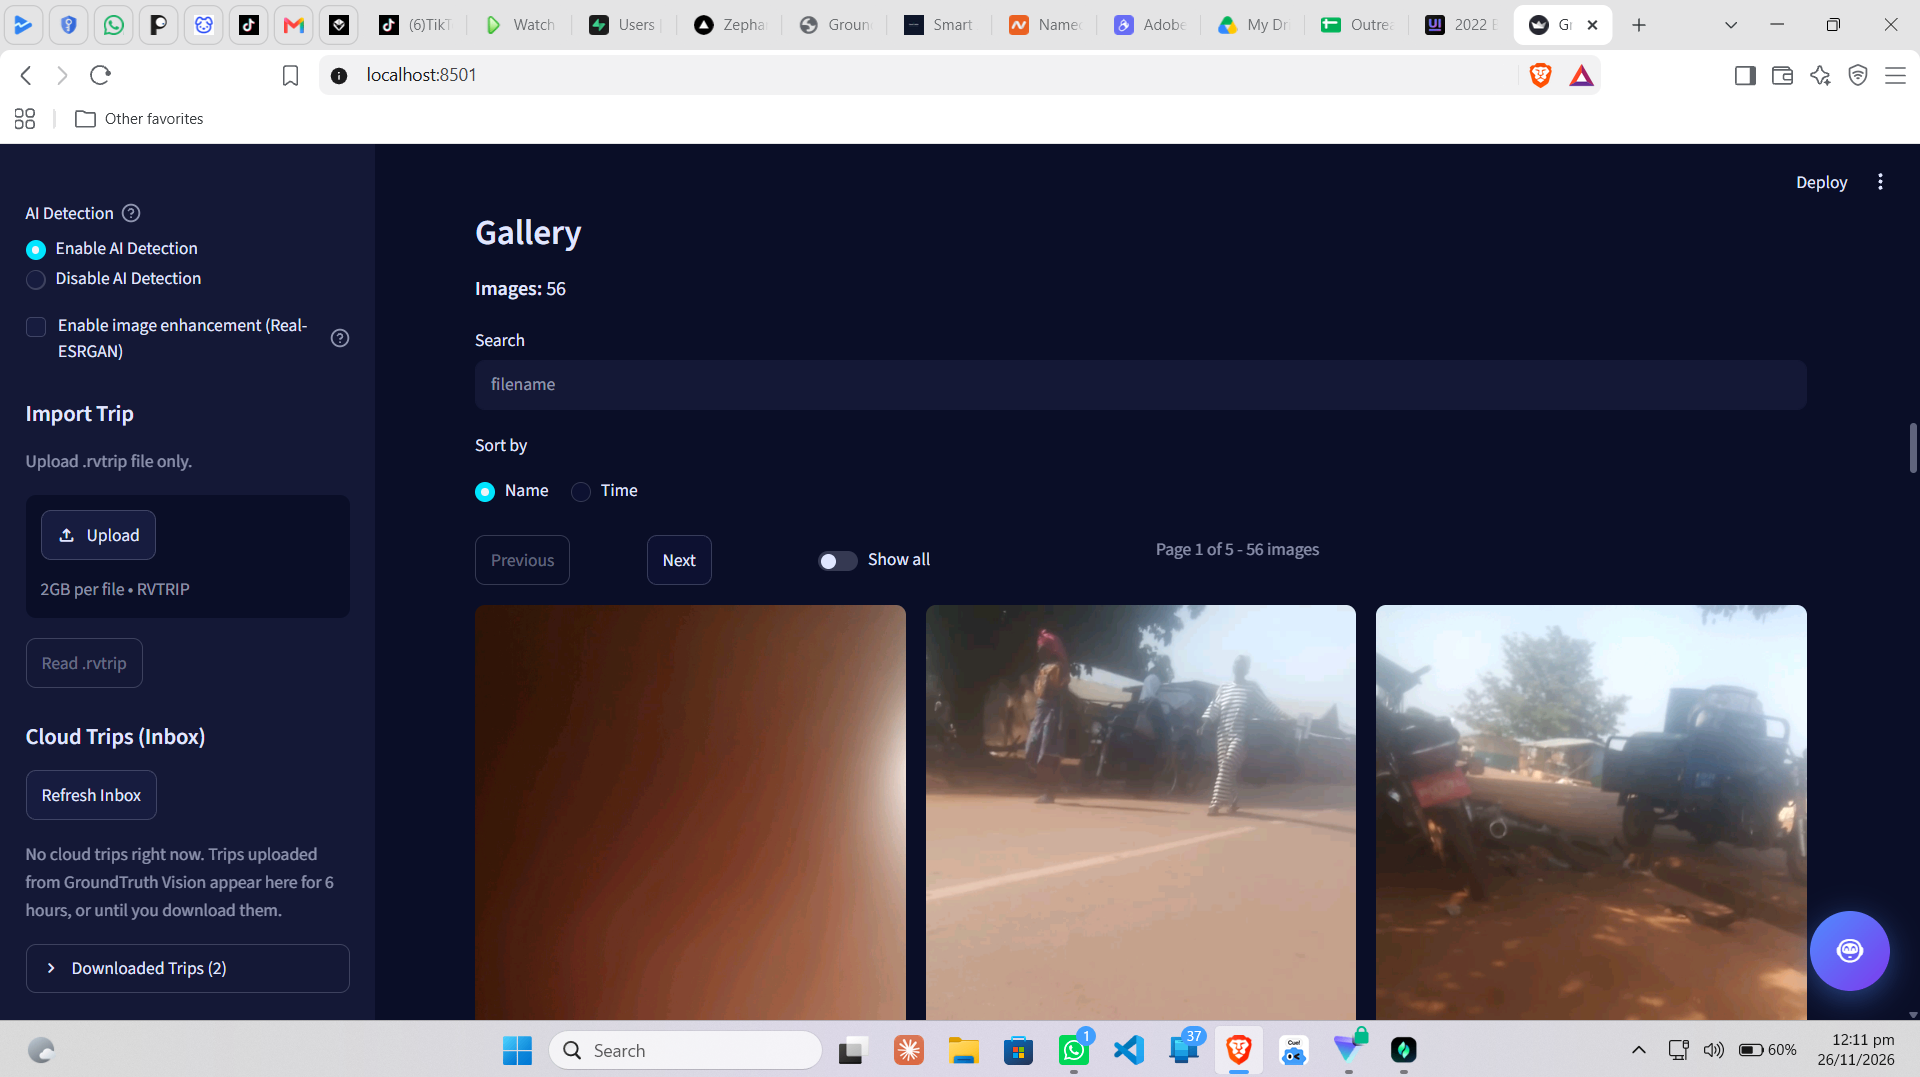 (6)TikT
Watch
Users
Zepha
Groun
Smart
Name
Adobe
My Dr
Outrea
2022 E
Gr
localhost:8501
Other favorites
Deploy
AI Detection
Enable AI Detection
Disable AI Detection
Enable image enhancement (Real-
ESRGAN)
Import Trip
Upload .rvtrip file only.
Upload
2GB per file • RVTRIP
Read .rvtrip
Cloud Trips (Inbox)
Refresh Inbox
No cloud trips right now. Trips uploaded
from GroundTruth Vision appear here for 6
hours, or until you download them.
Downloaded Trips (2)
Gallery
Images: 56
Search
filename
Sort by
Name
Time
Previous
Next
Show all
Page 1 of 5 - 56 images
Search
1
37
Cue!
60%
12:11 pm
26/11/2026